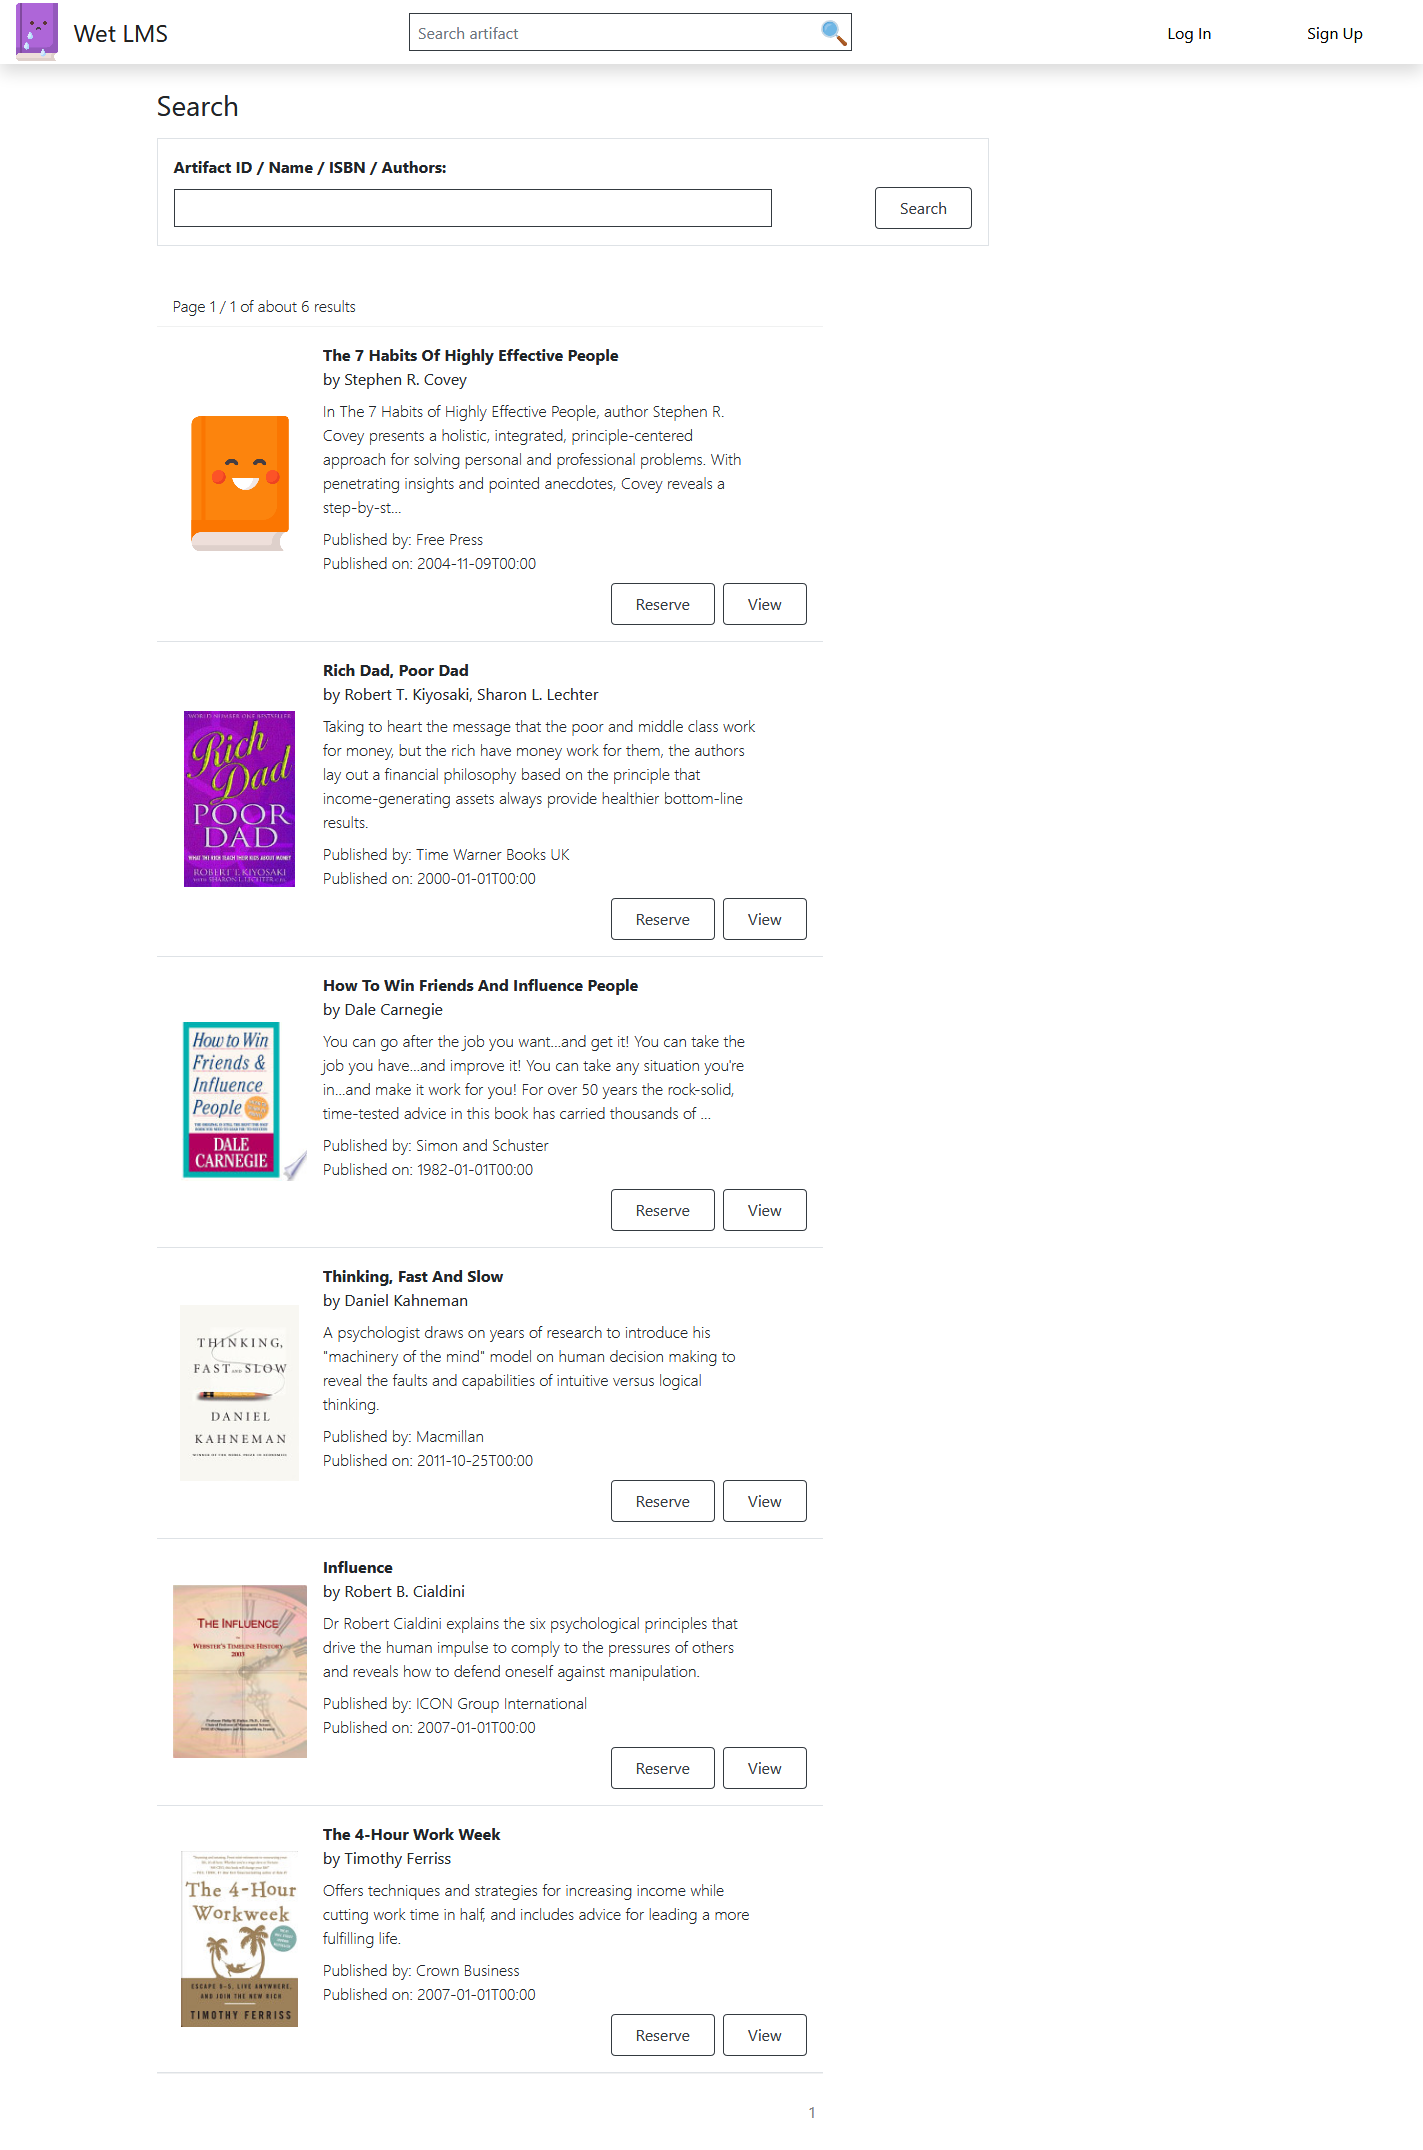 Wet LMS
Search artifact
Log In
Sign Up
Search
Artifact ID / Name / ISBN / Authors:
Search
Page 1 / 1 of about 6 results
The 7 Habits Of Highly Effective People
by Stephen R. Covey
In The 7 Habits of Highly Effective People, author Stephen R.
Covey presents a holistic, integrated, principle-centered
approach for solving personal and professional problems. With
penetrating insights and pointed anecdotes, Covey reveals a
step-by-st...
Published by: Free Press
Published on: 2004-11-09T00:00
Reserve
View
WORLD NUMBER ONE BESTSELLER
Rich
Dad
POOR
DAD
WHAT THE RICH TEACH THEIR KIDS ABOUT MONEY
ROBERT T. KIYOSAKI
WITH SHARON L. LECHTER C.P.A.
Rich Dad, Poor Dad
by Robert T. Kiyosaki, Sharon L. Lechter
Taking to heart the message that the poor and middle class work
for money, but the rich have money work for them, the authors
lay out a financial philosophy based on the principle that
income-generating assets always provide healthier bottom-line
results.
Published by: Time Warner Books UK
Published on: 2000-01-01T00:00
Reserve
View
How to Win
Friends &
Influence
People
DALE
CARNEGIE
How To Win Friends And Influence People
by Dale Carnegie
You can go after the job you want...and get it! You can take the
job you have...and improve it! You can take any situation you're
in...and make it work for you! For over 50 years the rock-solid,
time-tested advice in this book has carried thousands of ...
Published by: Simon and Schuster
Published on: 1982-01-01T00:00
Reserve
View
THINKING,
FAST AND SLOW
DANIEL
KAHNEMAN
WINNER OF THE NOBEL PRIZE IN ECONOMICS
Thinking, Fast And Slow
by Daniel Kahneman
A psychologist draws on years of research to introduce his
"machinery of the mind" model on human decision making to
reveal the faults and capabilities of intuitive versus logical
thinking.
Published by: Macmillan
Published on: 2011-10-25T00:00
Reserve
View
THE INFLUENCE
WEBSTER'S TIMELINE HISTORY
2003
Influence
by Robert B. Cialdini
Dr Robert Cialdini explains the six psychological principles that
drive the human impulse to comply to the pressures of others
and reveals how to defend oneself against manipulation.
Published by: ICON Group International
Published on: 2007-01-01T00:00
Reserve
View
The 4-Hour
Workweek
ESCAPE 9-5, LIVE ANYWHERE,
AND JOIN THE NEW RICH
TIMOTHY FERRISS
The 4-Hour Work Week
by Timothy Ferriss
Offers techniques and strategies for increasing income while
cutting work time in half, and includes advice for leading a more
fulfilling life.
Published by: Crown Business
Published on: 2007-01-01T00:00
Reserve
View
1